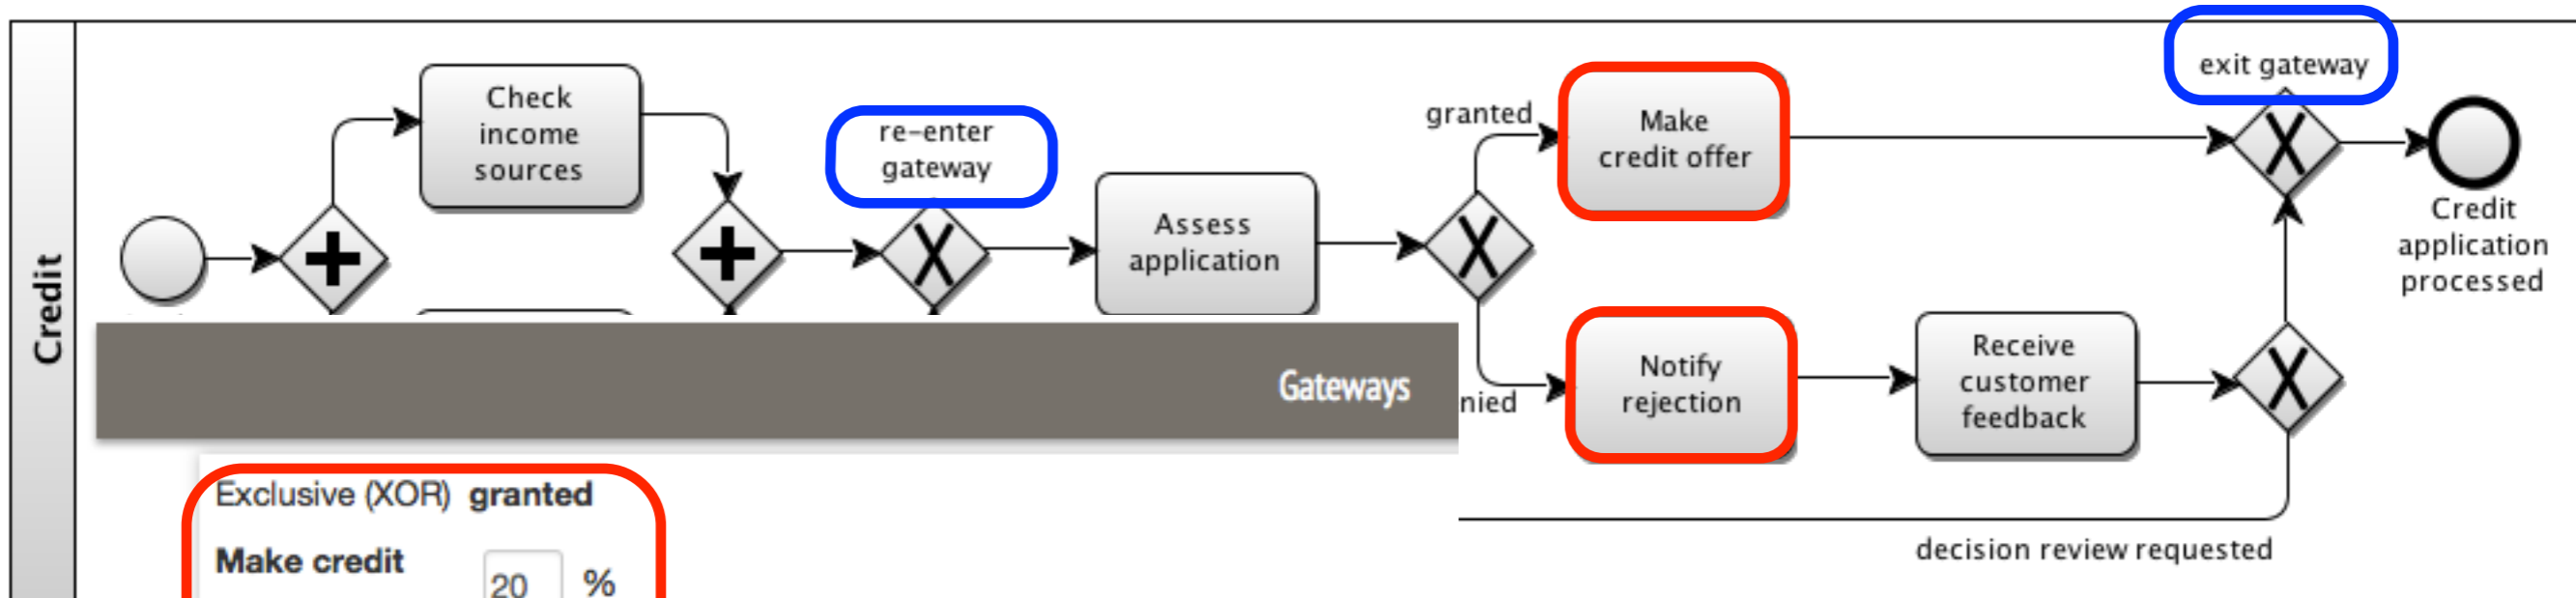 Credit
Check
income
sources
re-enter
gateway
Assess
application
granted
Make
credit offer
exit gateway
Credit
application
processed
Notify
rejection
Receive
customer
feedback
nied
decision review requested
Gateways
Exclusive (XOR) granted
Make credit
20 %